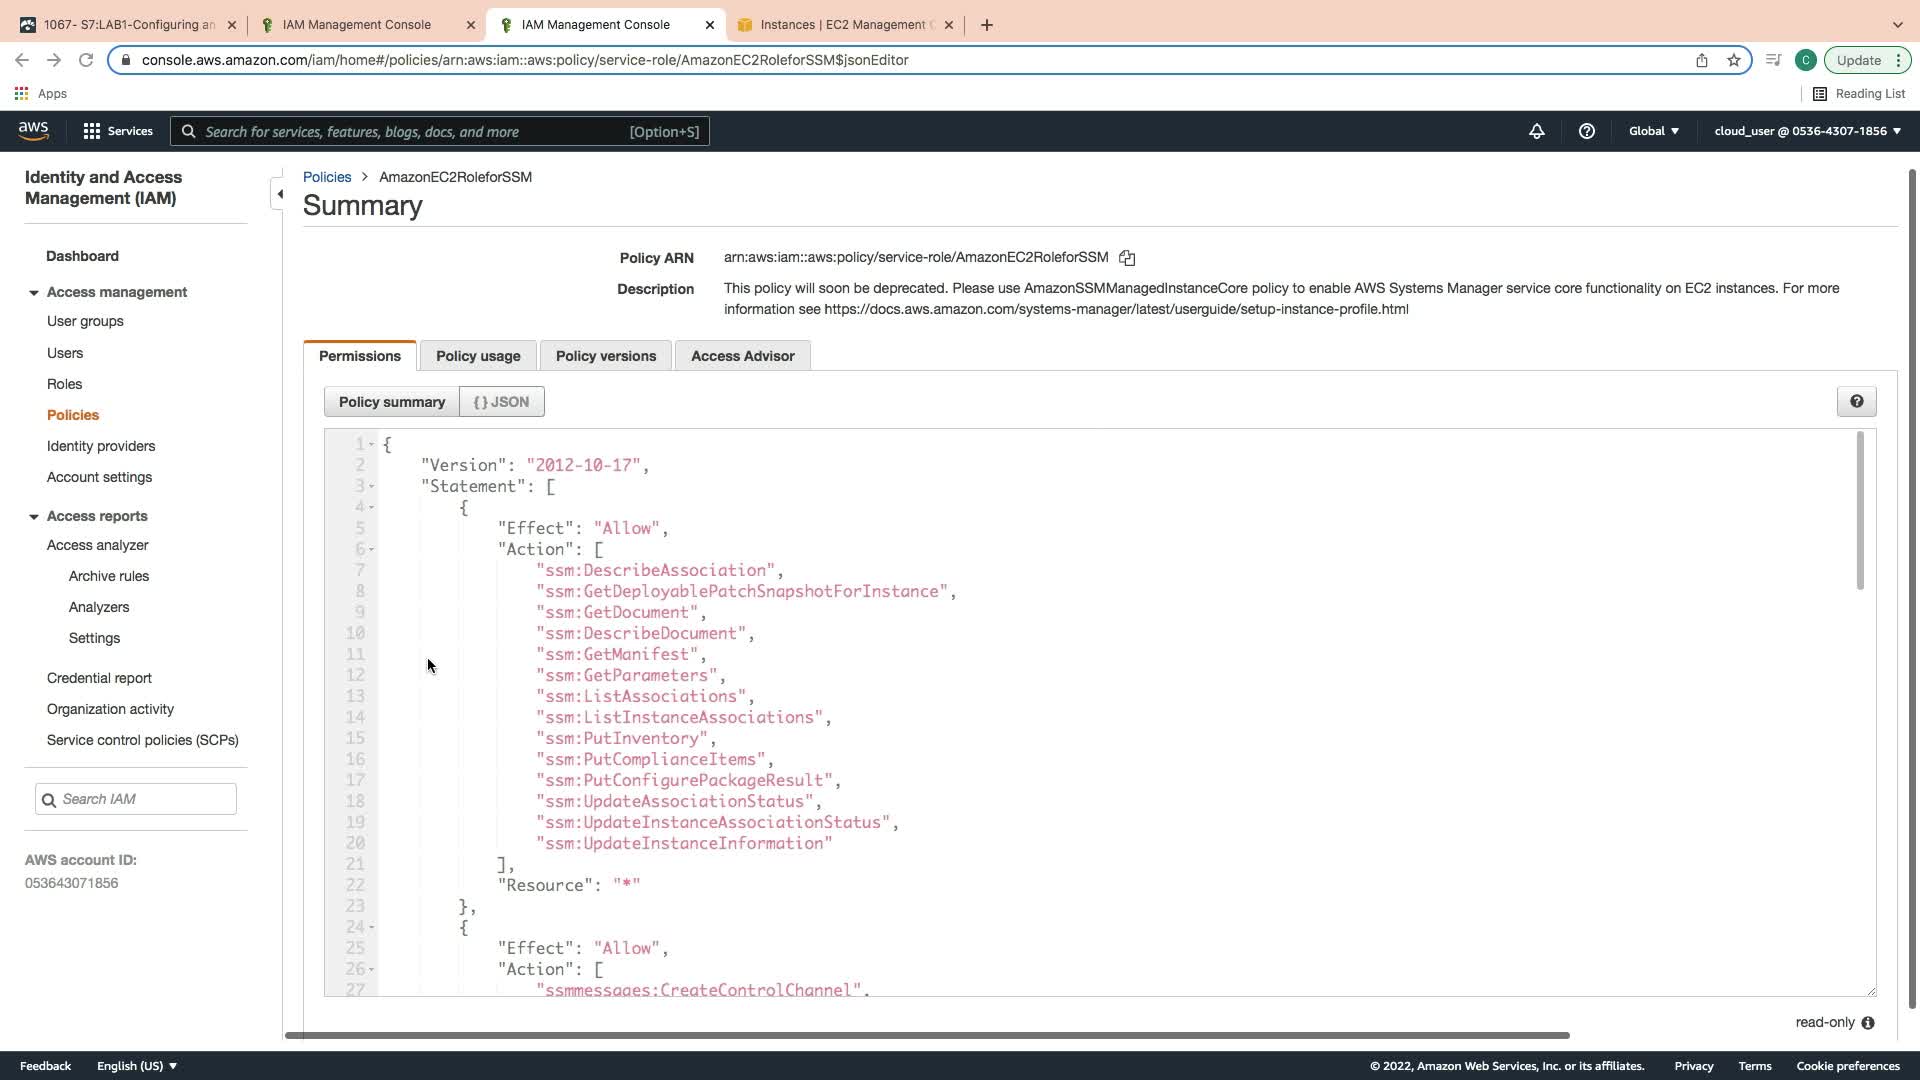 1067- S7:LAB1-Configuring an
IAM Management Console
IAM Management Console
Instances | EC2 Management C
console.aws.amazon.com/iam/home#/policies/arn:aws:iam::aws:policy/service-role/AmazonEC2RoleforSSM$jsonEditor
C
Update
Apps
Reading List
aws
Services
Search for services, features, blogs, docs, and more
[Option+S]
Global
cloud_user @ 0536-4307-1856
Identity and Access
Management (IAM)
Dashboard
Access management
User groups
Users
Roles
Policies
Identity providers
Account settings
Access reports
Access analyzer
Archive rules
Analyzers
Settings
Credential report
Organization activity
Service control policies (SCPs)
Search IAM
AWS account ID:
053643071856
Policies > AmazonEC2RoleforSSM
Summary
Policy ARN arn:aws:iam::aws:policy/service-role/AmazonEC2RoleforSSM
Description This policy will soon be deprecated. Please use AmazonSSMManagedInstanceCore policy to enable AWS Systems Manager service core functionality on EC2 instances. For more
information see https://docs.aws.amazon.com/systems-manager/latest/userguide/setup-instance-profile.html
Permissions
Policy usage
Policy versions
Access Advisor
Policy summary
{ } JSON
1 {
2 "Version": "2012-10-17",
3 "Statement": [
4 {
5 "Effect": "Allow",
6 "Action": [
7 "ssm:DescribeAssociation",
8 "ssm:GetDeployablePatchSnapshotForInstance",
9 "ssm:GetDocument",
10 "ssm:DescribeDocument",
11 "ssm:GetManifest",
12 "ssm:GetParameters",
13 "ssm:ListAssociations",
14 "ssm:ListInstanceAssociations",
15 "ssm:PutInventory",
16 "ssm:PutComplianceItems",
17 "ssm:PutConfigurePackageResult",
18 "ssm:UpdateAssociationStatus",
19 "ssm:UpdateInstanceAssociationStatus",
20 "ssm:UpdateInstanceInformation"
21 ],
22 "Resource": "*"
23 },
24 {
25 "Effect": "Allow",
26 "Action": [
27 "ssmmessages:CreateControlChannel",
read-only
Feedback
English (US)
© 2022, Amazon Web Services, Inc. or its affiliates.
Privacy
Terms
Cookie preferences